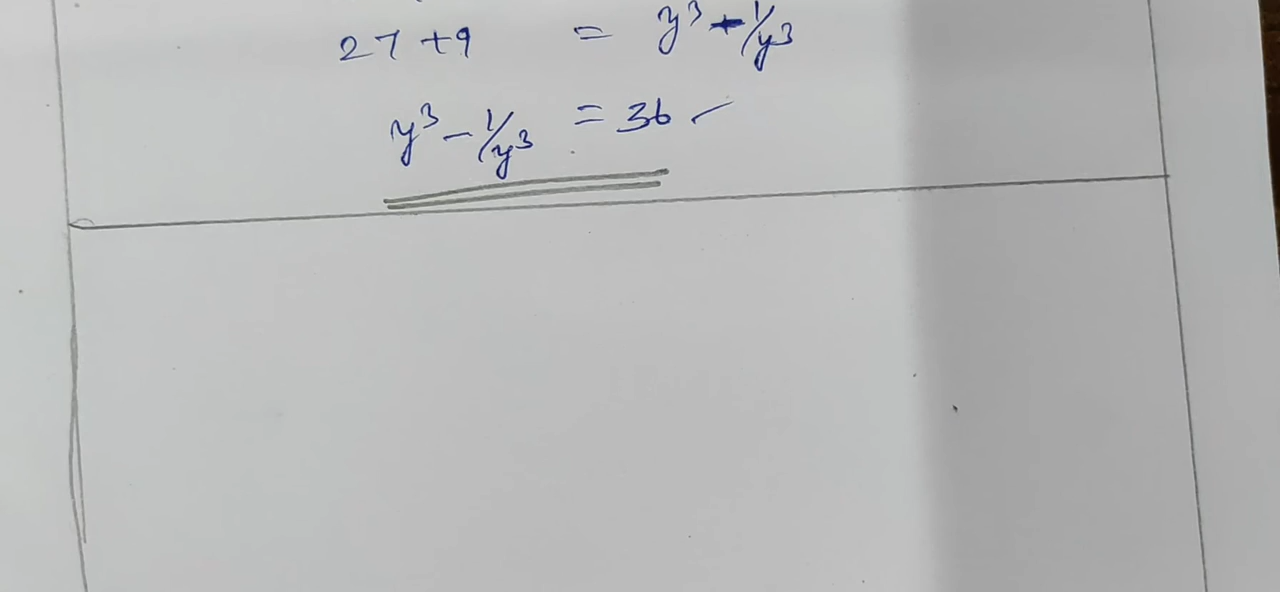 27 + 9 = y³ - 1/y³
y³ - 1/y³ = 36